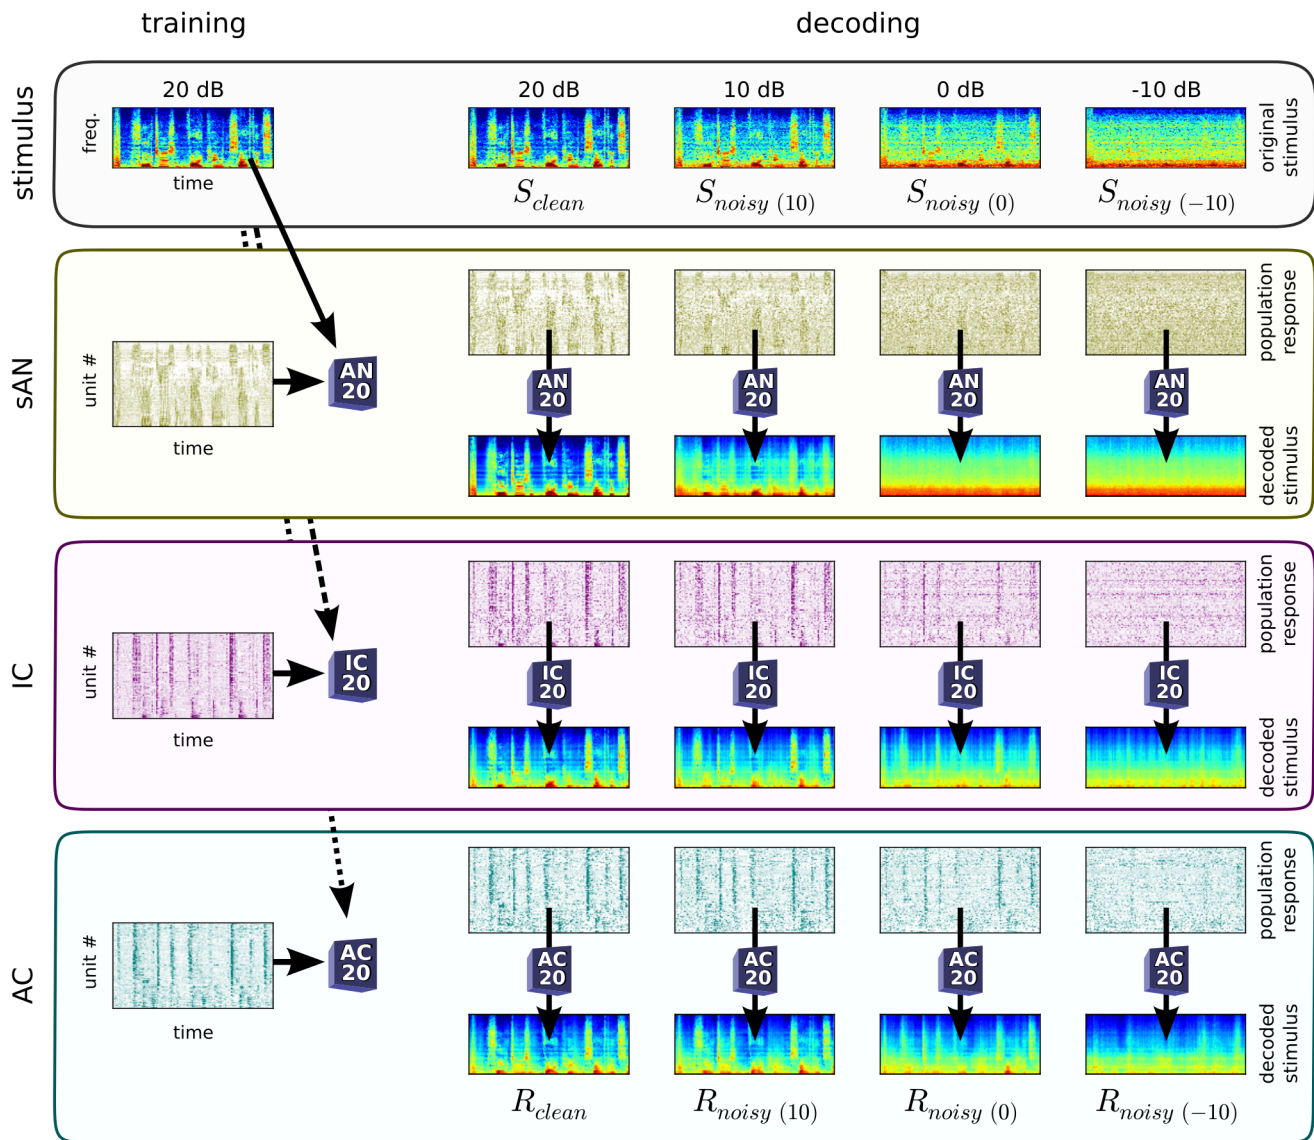 training
decoding
stimulus
20 dB
20 dB
10 dB
0 dB
-10 dB
freq.
time
original
stimulus
S_clean
S_noisy (10)
S_noisy (0)
S_noisy (−10)
sAN
unit #
time
AN
20
population
response
AN
20
AN
20
AN
20
AN
20
decoded
stimulus
IC
unit #
time
IC
20
population
response
IC
20
IC
20
IC
20
IC
20
decoded
stimulus
AC
unit #
time
AC
20
population
response
AC
20
AC
20
AC
20
AC
20
decoded
stimulus
R_clean
R_noisy (10)
R_noisy (0)
R_noisy (−10)